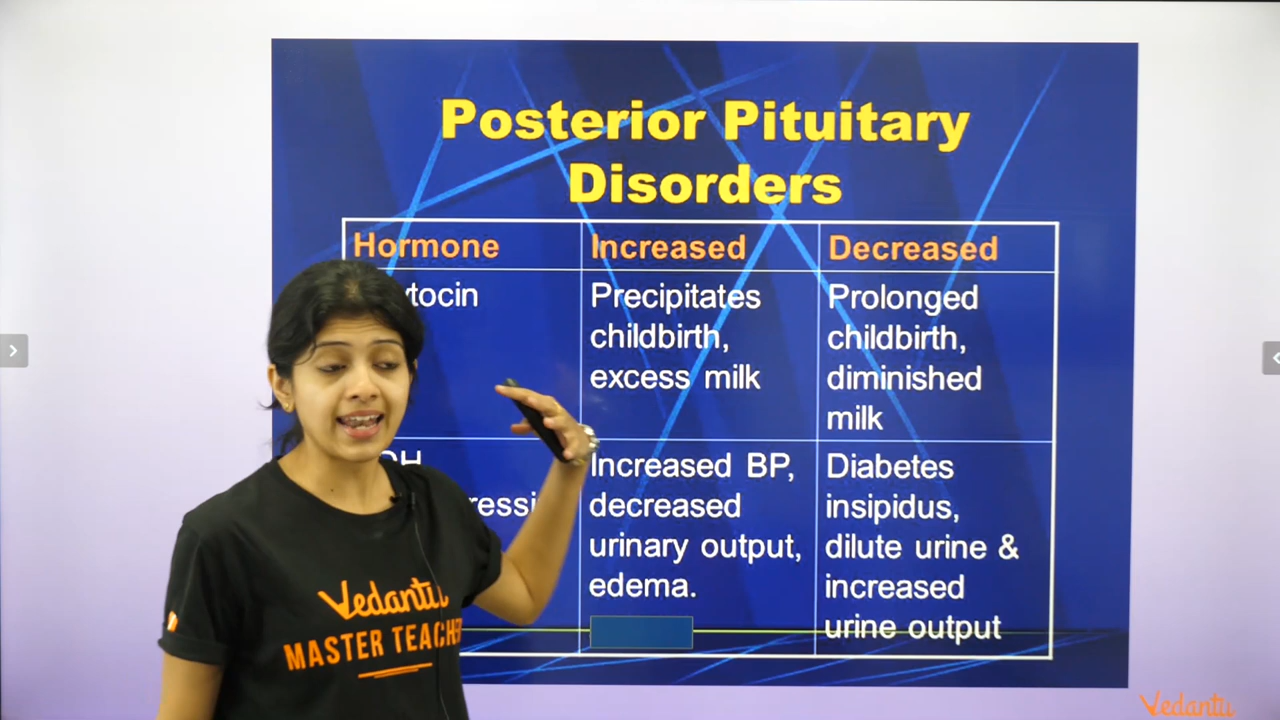 Posterior Pituitary
Disorders
Hormone
Increased
Decreased
Precipitates
childbirth,
excess milk
Prolonged
childbirth,
diminished
milk
Increased BP,
decreased
urinary output,
edema.
Diabetes
insipidus,
dilute urine &
increased
urine output
Vedantu
MASTER TEACHER
Vedantu